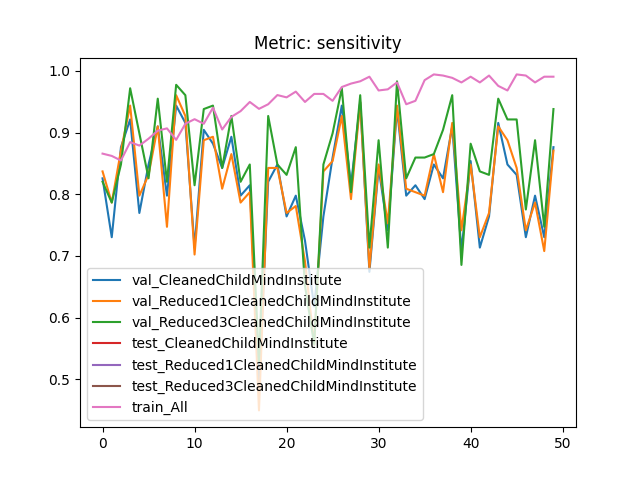 Metric: sensitivity
1.0
0.9
0.8
0.7
0.6
0.5
val_CleanedChildMindInstitute
val_Reduced1CleanedChildMindInstitute
val_Reduced3CleanedChildMindInstitute
test_CleanedChildMindInstitute
test_Reduced1CleanedChildMindInstitute
test_Reduced3CleanedChildMindInstitute
train_All
0 10 20 30 40 50